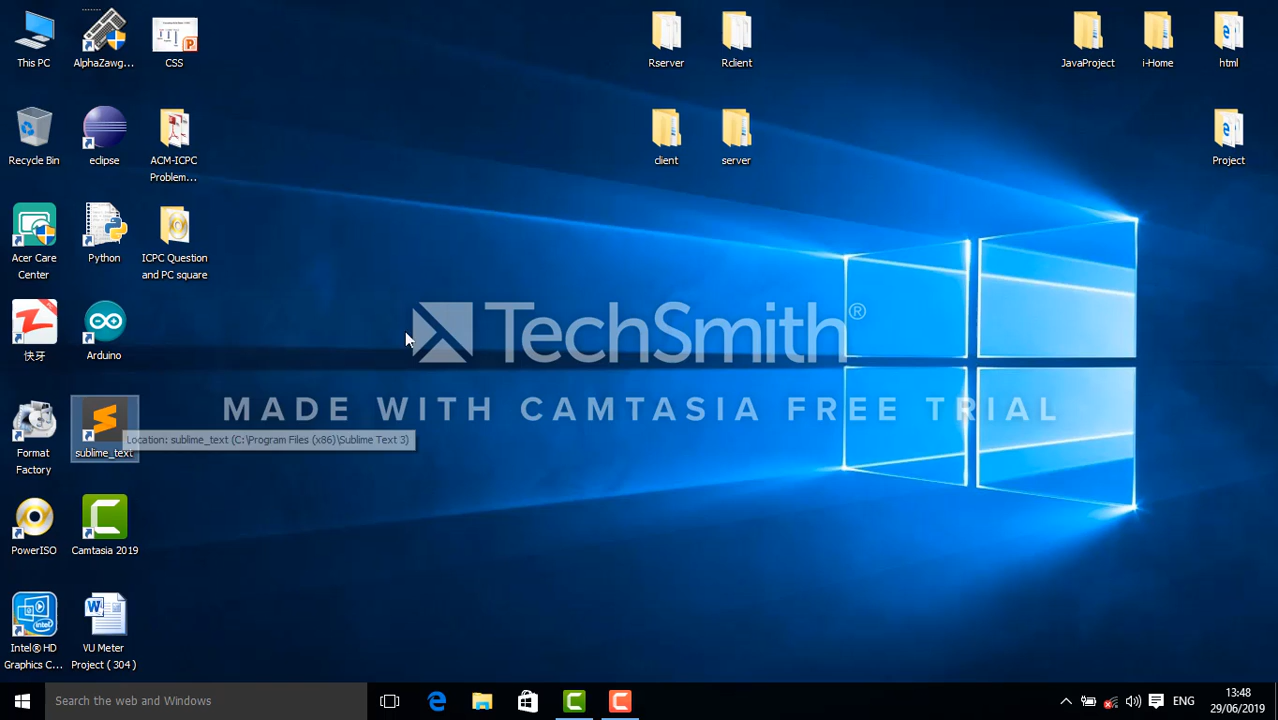 This PC
AlphaZawg...
CSS
Rserver
Rclient
JavaProject
i-Home
html
Recycle Bin
eclipse
ACM-ICPC
Problem...
client
server
Project
Acer Care
Center
Python
ICPC Question
and PC square
快牙
Arduino
TechSmith®
MADE WITH CAMTASIA FREE TRIAL
Format
Factory
sublime_text
Location: sublime_text (C:\Program Files (x86)\Sublime Text 3)
PowerISO
Camtasia 2019
Intel® HD
Graphics C...
VU Meter
Project ( 304 )
Search the web and Windows
ENG
13:48
29/06/2019